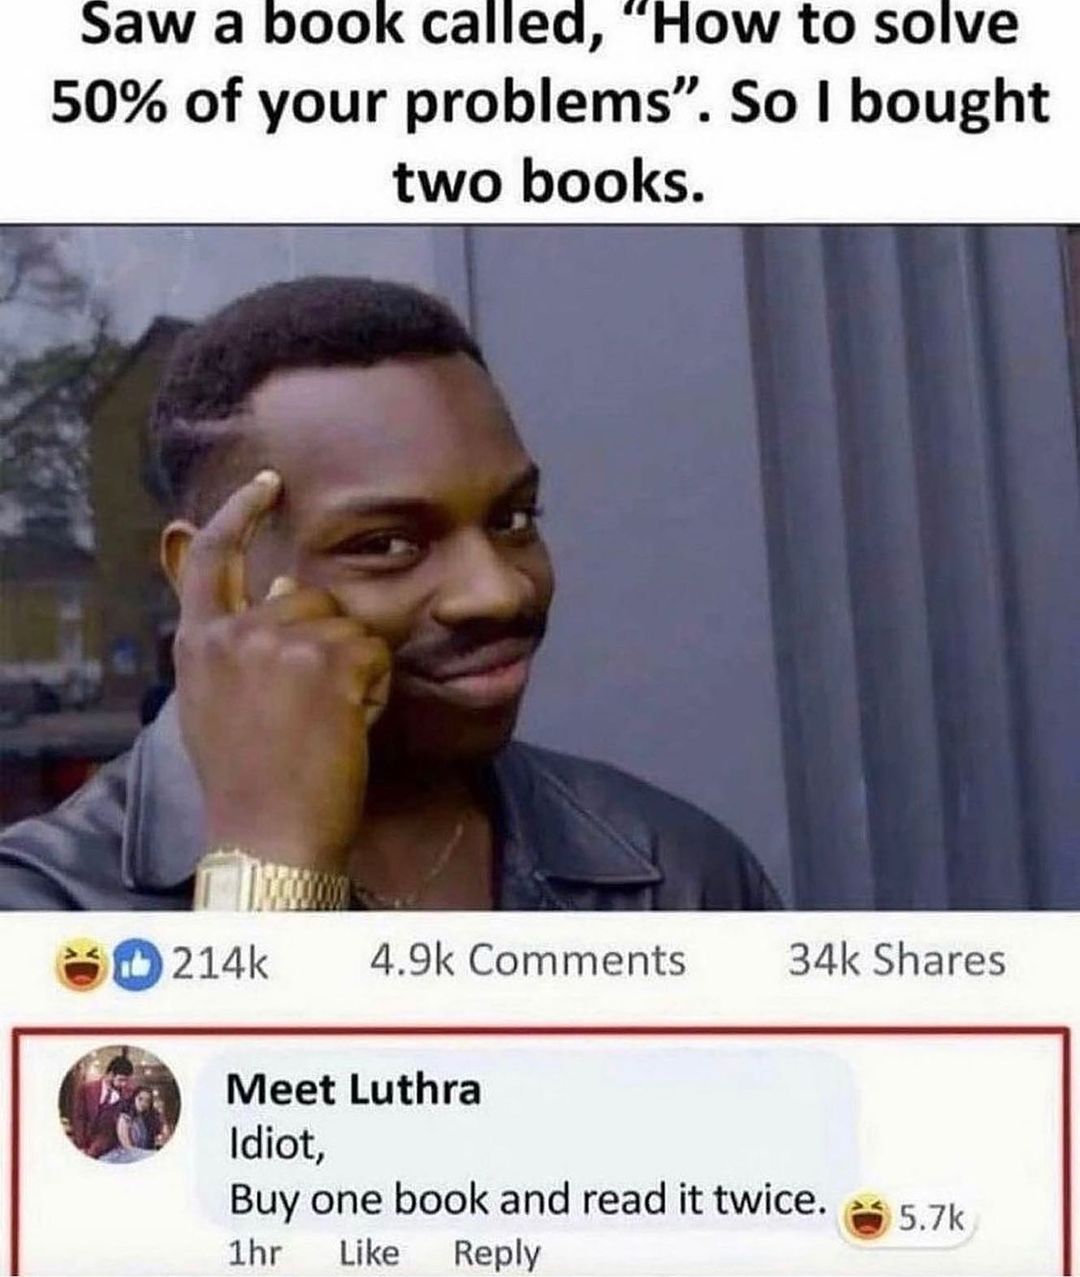 Saw a book called, “How to solve
50% of your problems”. So I bought
two books.
214k 4.9k Comments 34k Shares
Meet Luthra
Idiot,
Buy one book and read it twice.
5.7k
1hr Like Reply